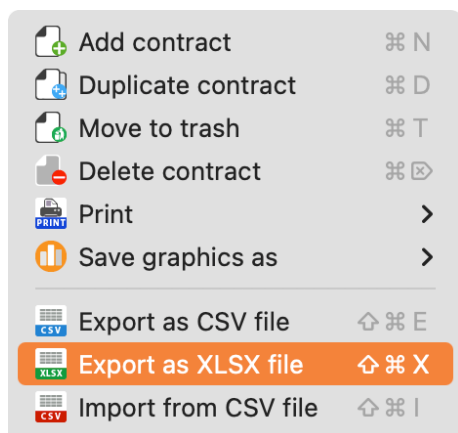 Add contract ⌘ N
Duplicate contract ⌘ D
Move to trash ⌘ T
Delete contract ⌘ ⌦
PRINT Print
Save graphics as
CSV Export as CSV file ⇧ ⌘ E
XLSX Export as XLSX file ⇧ ⌘ X
CSV Import from CSV file ⇧ ⌘ I